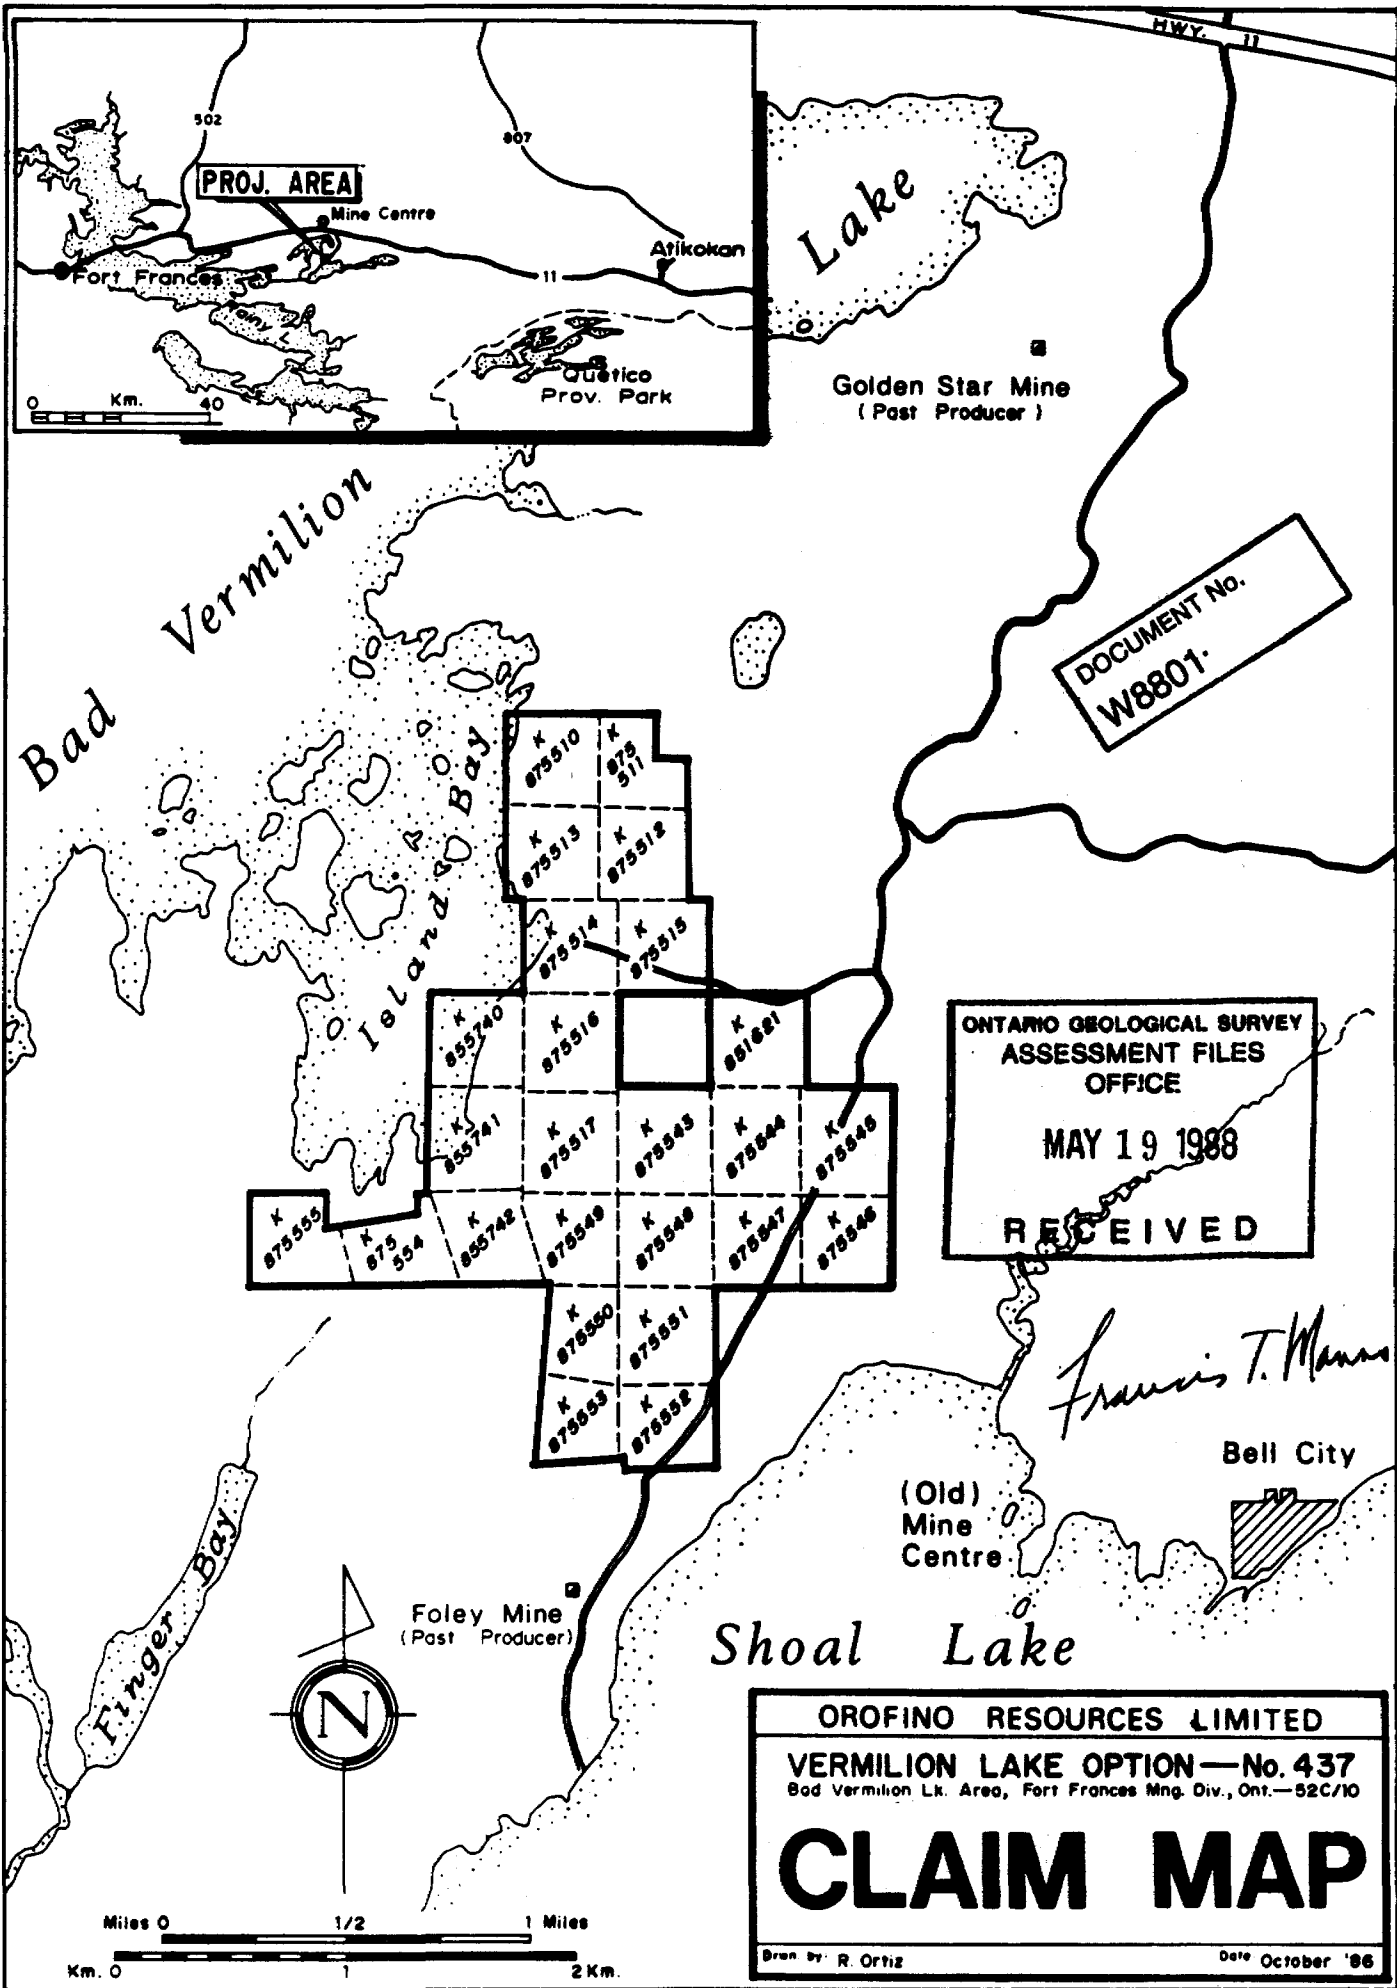 HWY. 11
502
807
PROJ. AREA
Mine Centre
Atikokan
Fort Frances
11
Rainy L.
Quetico
Prov. Park
0 Km. 40
Lake
Golden Star Mine
(Past Producer)
Vermilion
Bad
DOCUMENT No.
W8801.
Island Bay
K
875510
K
875
511
K
875513
K
875512
K
875514
K
875515
K
855740
K
875516
K
851621
K
855741
K
875517
K
875543
K
875544
K
875545
K
875555
K
875
554
K
855742
K
875549
K
875548
K
875547
K
875546
K
875550
K
875551
K
875553
K
875552
ONTARIO GEOLOGICAL SURVEY
ASSESSMENT FILES
OFFICE
MAY 19 1988
RECEIVED
Francis T. Manns
Bell City
(Old)
Mine
Centre
Finger Bay
Foley Mine
(Past Producer)
Shoal Lake
N
OROFINO RESOURCES LIMITED
VERMILION LAKE OPTION—No. 437
Bad Vermilion Lk. Area, Fort Frances Mng. Div., Ont.—52C/10
CLAIM MAP
Drwn by: R. Ortiz Date October '86
Miles 0 1/2 1 Miles
Km. 0 1 2 Km.